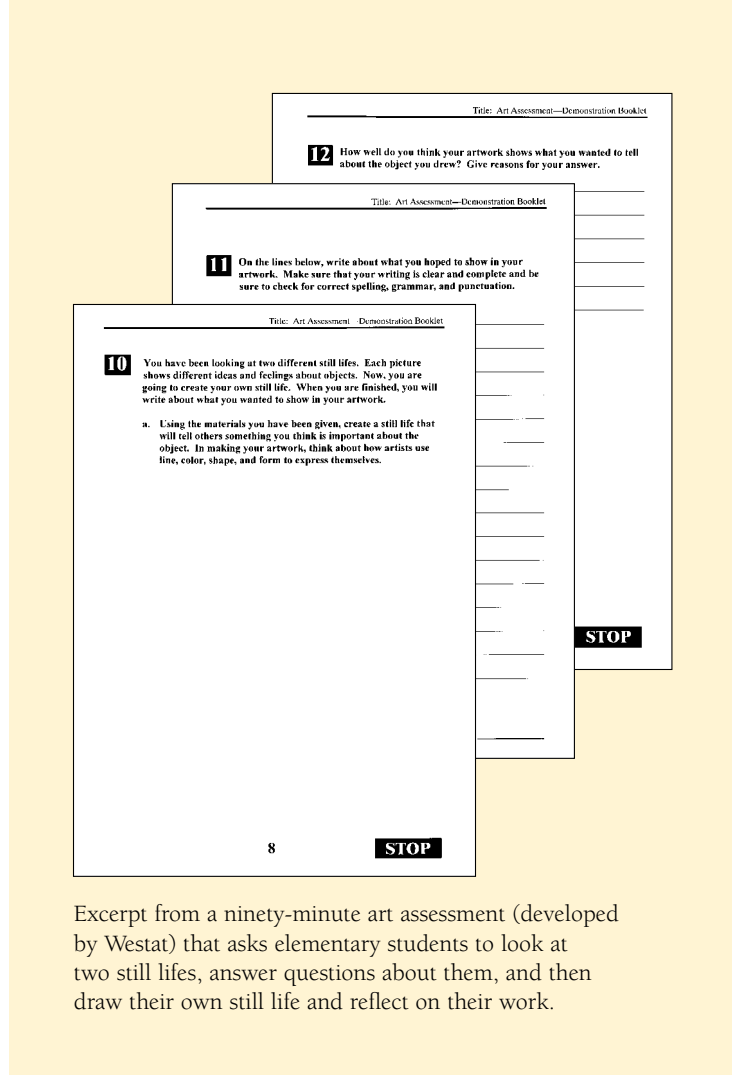 Title: Art Assessment—Demonstration Booklet
12 How well do you think your artwork shows what you wanted to tell
about the object you drew? Give reasons for your answer.
STOP
Title: Art Assessment—Demonstration Booklet
11 On the lines below, write about what you hoped to show in your
artwork. Make sure that your writing is clear and complete and be
sure to check for correct spelling, grammar, and punctuation.
Title: Art Assessment—Demonstration Booklet
10 You have been looking at two different still lifes. Each picture
shows different ideas and feelings about objects. Now, you are
going to create your own still life. When you are finished, you will
write about what you wanted to show in your artwork.
a. Using the materials you have been given, create a still life that
will tell others something you think is important about the
object. In making your artwork, think about how artists use
line, color, shape, and form to express themselves.
8 STOP
Excerpt from a ninety-minute art assessment (developed
by Westat) that asks elementary students to look at
two still lifes, answer questions about them, and then
draw their own still life and reflect on their work.